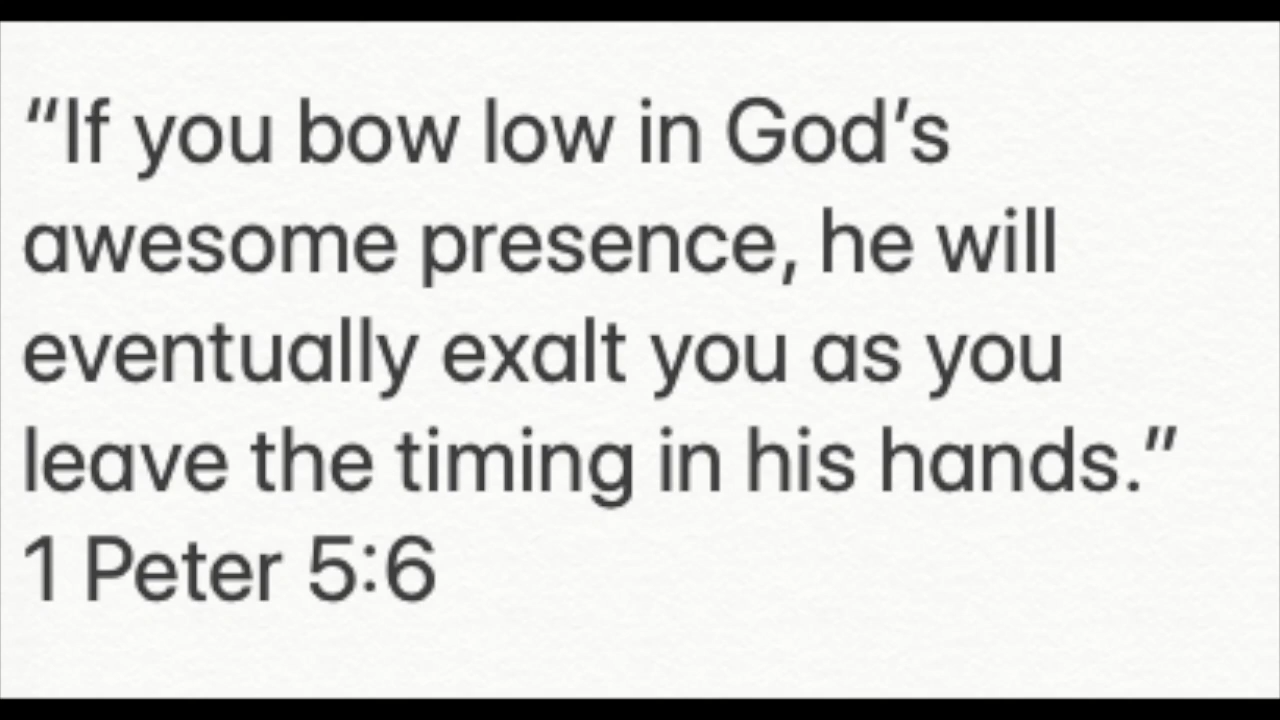 “If you bow low in God’s
awesome presence, he will
eventually exalt you as you
leave the timing in his hands.”
1 Peter 5:6